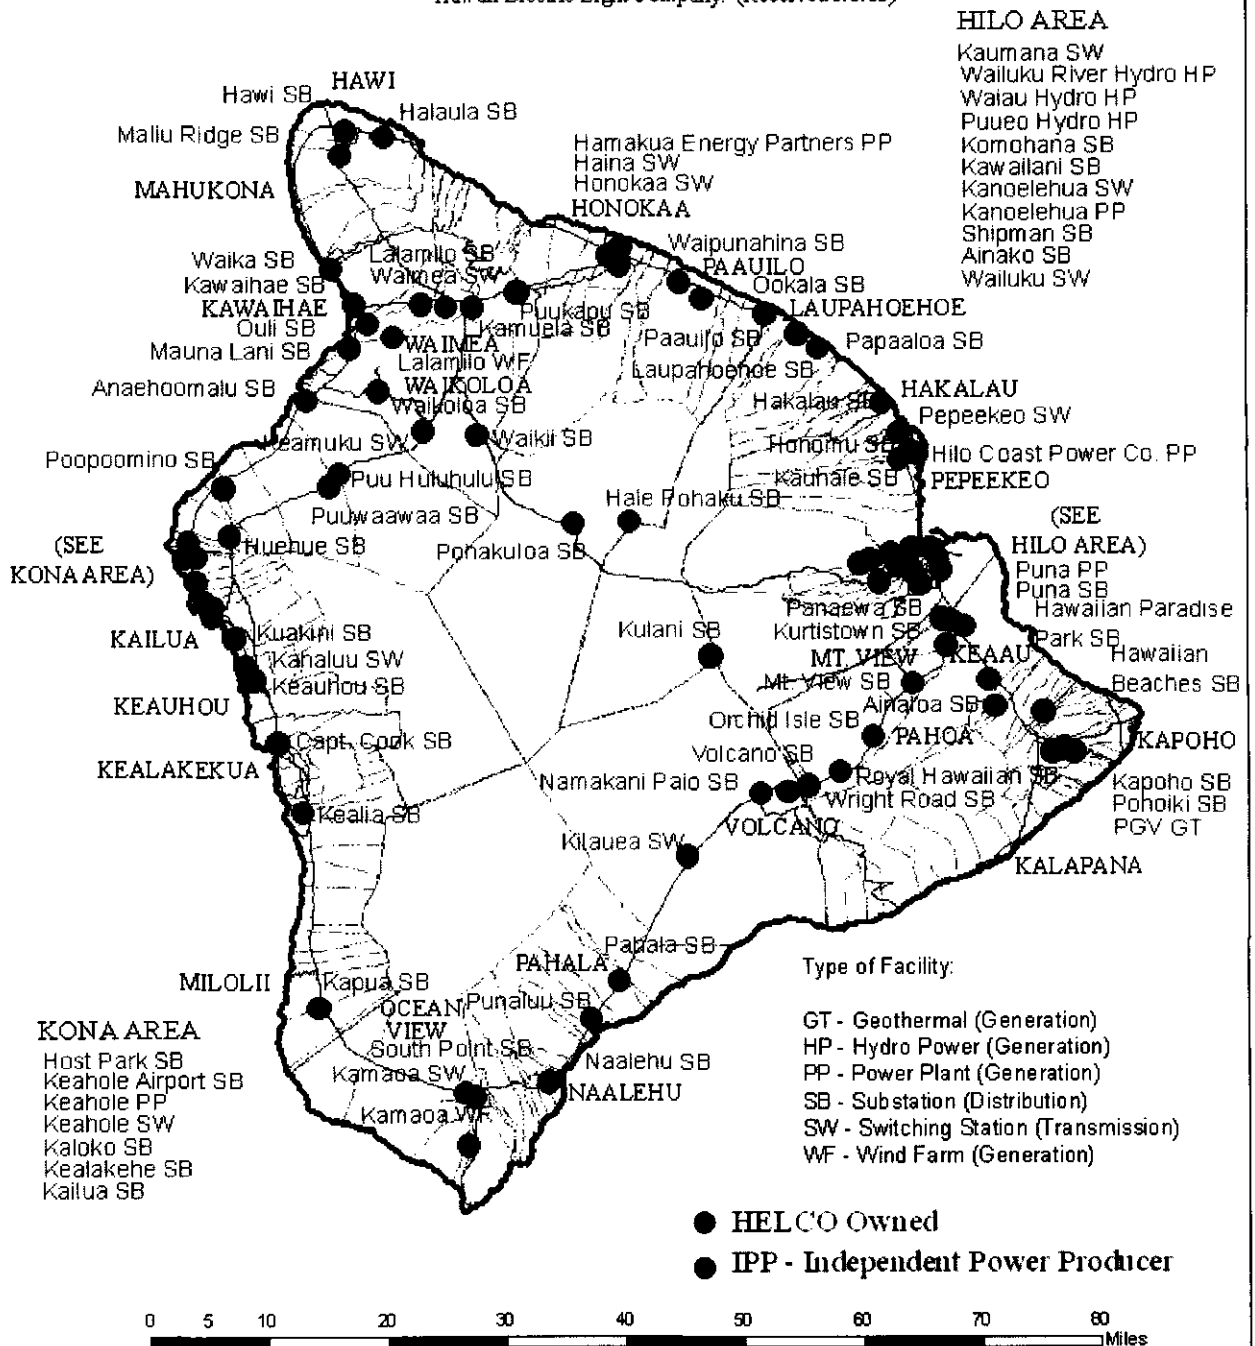 HILO AREA
Kaumana SW
Wailuku River Hydro HP
Waiau Hydro HP
Puueo Hydro HP
Komohana SB
Kawailani SB
Kanoelehua SW
Kanoelehua PP
Shipman SB
Ainako SB
Wailuku SW
HAWI
Hawi SB
Halaula SB
Maliu Ridge SB
MAHUKONA
Hamakua Energy Partners PP
Haina SW
Honokaa SW
HONOKAA
Waipunahina SB
PAAUILO
Ookala SB
LAUPAHOEHOE
Paauilo SB
Papaaloa SB
Laupahoehoe SB
Waika SB
Lalamilo SB
Waimea SW
Kawaihae SB
KAWAIHAE
Puukapu SB
Kamuela SB
Ouli SB
WAIMEA
Mauna Lani SB
Lalamilo WF
Anaehoomalu SB
WAIKOLOA
Waikoloa SB
HAKALAU
Hakalau SB
Pepeekeo SW
Keamuku SW
Waikii SB
Honomu SB
Hilo Coast Power Co. PP
Poopoomino SB
Puu Huluhulu SB
Kauhale SB
PEPEEKEO
Puuwaawaa SB
Hale Pohaku SB
Pohakuloa SB
(SEE
HILO AREA)
(SEE
KONA AREA)
Huehue SB
Puna PP
Puna SB
Panaewa SB
Hawaiian Paradise
Park SB
Kurtistown SB
KAILUA
Kuakini SB
Kulani SB
MT. VIEW
KEAAU
Hawaiian
Beaches SB
Kahaluu SW
Keauhou SB
Mt. View SB
KEAUHOU
Ainaloa SB
Orchid Isle SB
PAHOA
KAPOHO
Capt. Cook SB
KEALAKEKUA
Volcano SB
Royal Hawaiian SB
Namakani Paio SB
Wright Road SB
Kapoho SB
Pohoiki SB
PGV GT
Kealia SB
VOLCANO
Kilauea SW
KALAPANA
Pahala SB
PAHALA
MILOLII
Kapua SB
Punaluu SB
OCEAN
VIEW
South Point SB
Naalehu SB
Kamaoa SW
NAALEHU
Kamaoa WF
KONA AREA
Host Park SB
Keahole Airport SB
Keahole PP
Keahole SW
Kaloko SB
Kealakehe SB
Kailua SB
Type of Facility:
GT - Geothermal (Generation)
HP - Hydro Power (Generation)
PP - Power Plant (Generation)
SB - Substation (Distribution)
SW - Switching Station (Transmission)
WF - Wind Farm (Generation)
HELCO Owned
IPP - Independent Power Producer
0 5 10 20 30 40 50 60 70 80
Miles